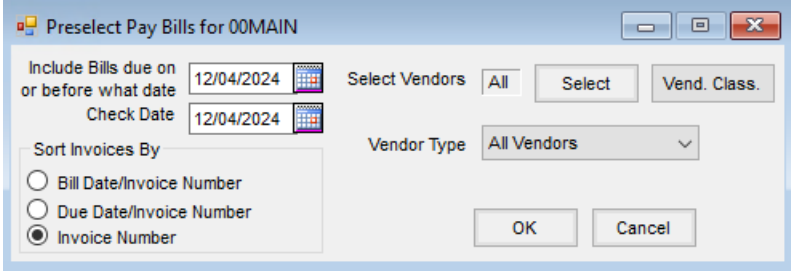 Preselect Pay Bills for 00MAIN
Include Bills due on
or before what date
12/04/2024
Check Date
12/04/2024
Select Vendors
All
Select
Vend. Class.
Vendor Type
All Vendors
Sort Invoices By
Bill Date/Invoice Number
Due Date/Invoice Number
Invoice Number
OK
Cancel